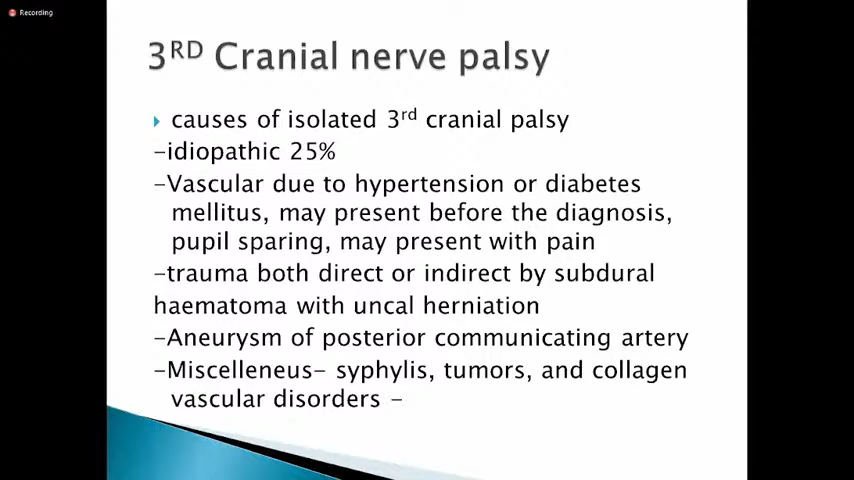 Recording
3RD Cranial nerve palsy
causes of isolated 3rd cranial palsy
-idiopathic 25%
-Vascular due to hypertension or diabetes
mellitus, may present before the diagnosis,
pupil sparing, may present with pain
-trauma both direct or indirect by subdural
haematoma with uncal herniation
-Aneurysm of posterior communicating artery
-Miscelleneus- syphylis, tumors, and collagen
vascular disorders -